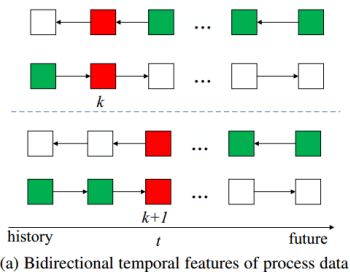 ...
...
k
...
...
k+1
history t future
(a) Bidirectional temporal features of process data